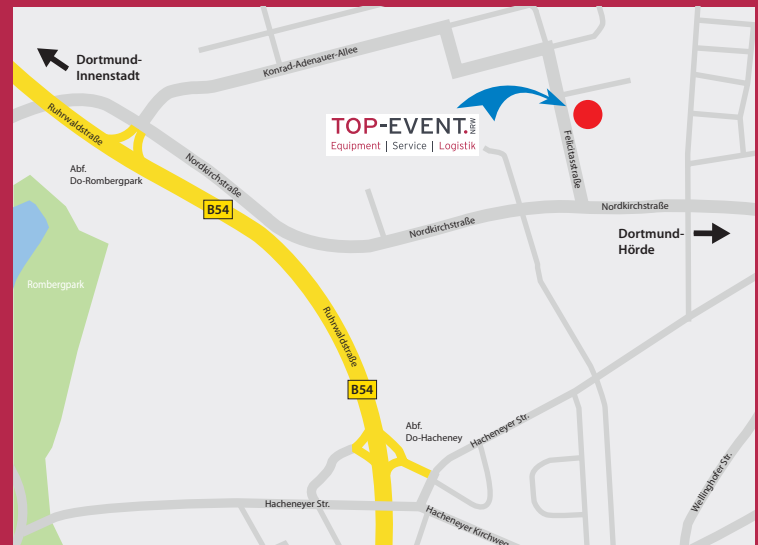 Dortmund-
Innenstadt
Konrad-Adenauer-Allee
Ruhrwaldstraße
TOP-EVENT.NRW
Equipment | Service | Logistik
Felicitasstraße
Abf.
Do-Rombergpark
Nordkirchstraße
B54
Nordkirchstraße
Nordkirchstraße
Dortmund-
Hörde
Rombergpark
Ruhrwaldstraße
B54
Abf.
Do-Hacheney
Hacheneyer Str.
Wellinghofer Str.
Hacheneyer Str.
Hacheneyer Kirchweg